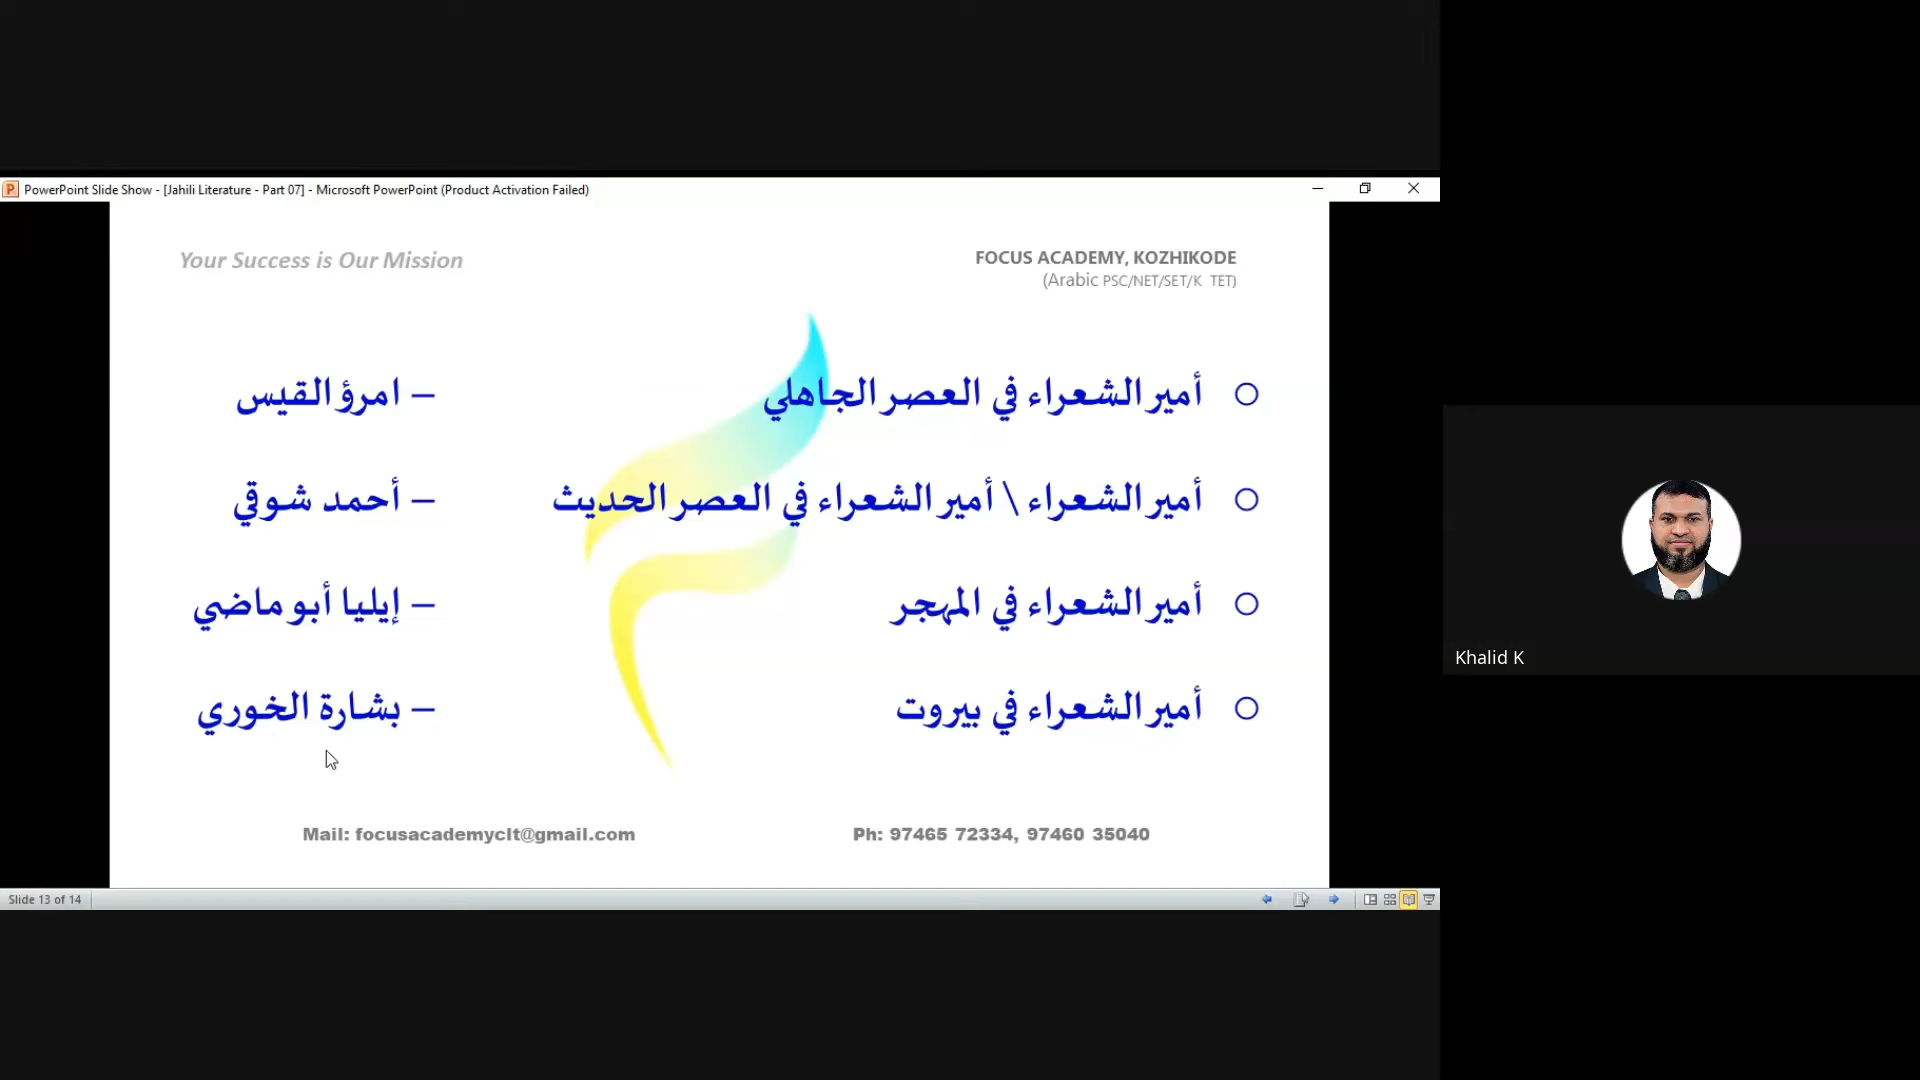 PowerPoint Slide Show - [Jahili Literature - Part 07] - Microsoft PowerPoint (Product Activation Failed)
Your Success is Our Mission
FOCUS ACADEMY, KOZHIKODE
(Arabic PSC/NET/SET/K TET)
أمير الشعراء في العصر الجاهلي – امرؤ القيس
أمير الشعراء \ أمير الشعراء في العصر الحديث – أحمد شوقي
أمير الشعراء في المهجر – إيليا أبو ماضي
أمير الشعراء في بيروت – بشارة الخوري
Mail: focusacademyclt@gmail.com
Ph: 97465 72334, 97460 35040
Slide 13 of 14
Khalid K